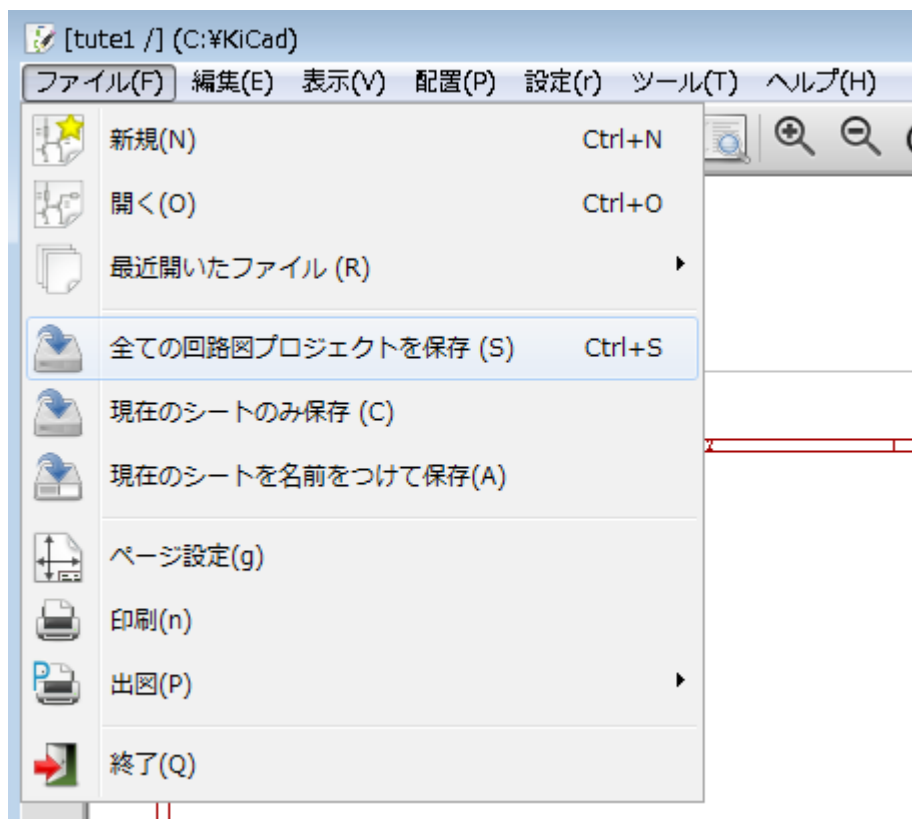 [tute1 /] (C:¥KiCad)
ファイル(F) 編集(E) 表示(V) 配置(P) 設定(r) ツール(T) ヘルプ(H)
新規(N) Ctrl+N
開く(O) Ctrl+O
最近開いたファイル (R)
全ての回路図プロジェクトを保存 (S) Ctrl+S
現在のシートのみ保存 (C)
現在のシートを名前をつけて保存(A)
ページ設定(g)
印刷(n)
出図(P)
終了(Q)